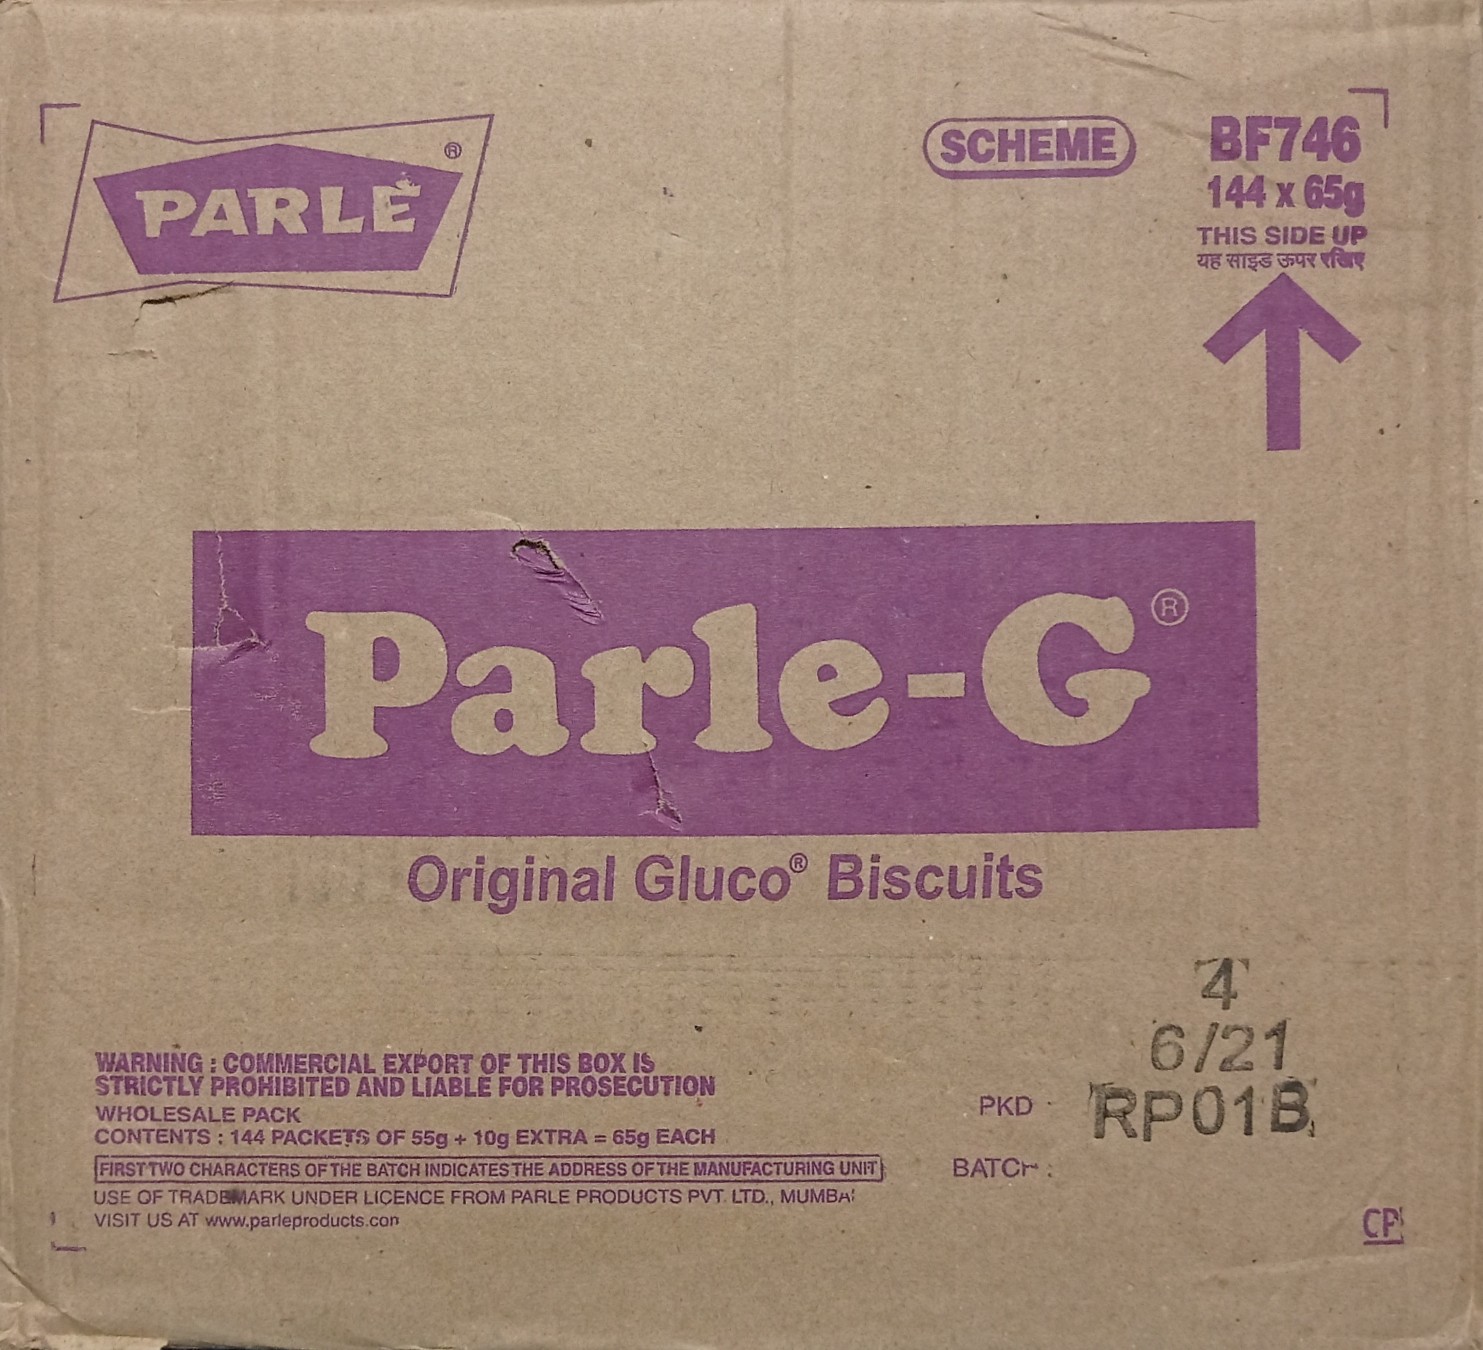 PARLE ®
SCHEME
BF746
144 x 65g
THIS SIDE UP
यह साइड ऊपर रखिए
Parle-G ®
Original Gluco® Biscuits
4
6/21
RP01B
WARNING : COMMERCIAL EXPORT OF THIS BOX IS
STRICTLY PROHIBITED AND LIABLE FOR PROSECUTION
WHOLESALE PACK
CONTENTS : 144 PACKETS OF 55g + 10g EXTRA = 65g EACH
FIRST TWO CHARACTERS OF THE BATCH INDICATES THE ADDRESS OF THE MANUFACTURING UNIT
USE OF TRADEMARK UNDER LICENCE FROM PARLE PRODUCTS PVT. LTD., MUMBAI
VISIT US AT www.parleproducts.com
PKD :
BATCH :
CP